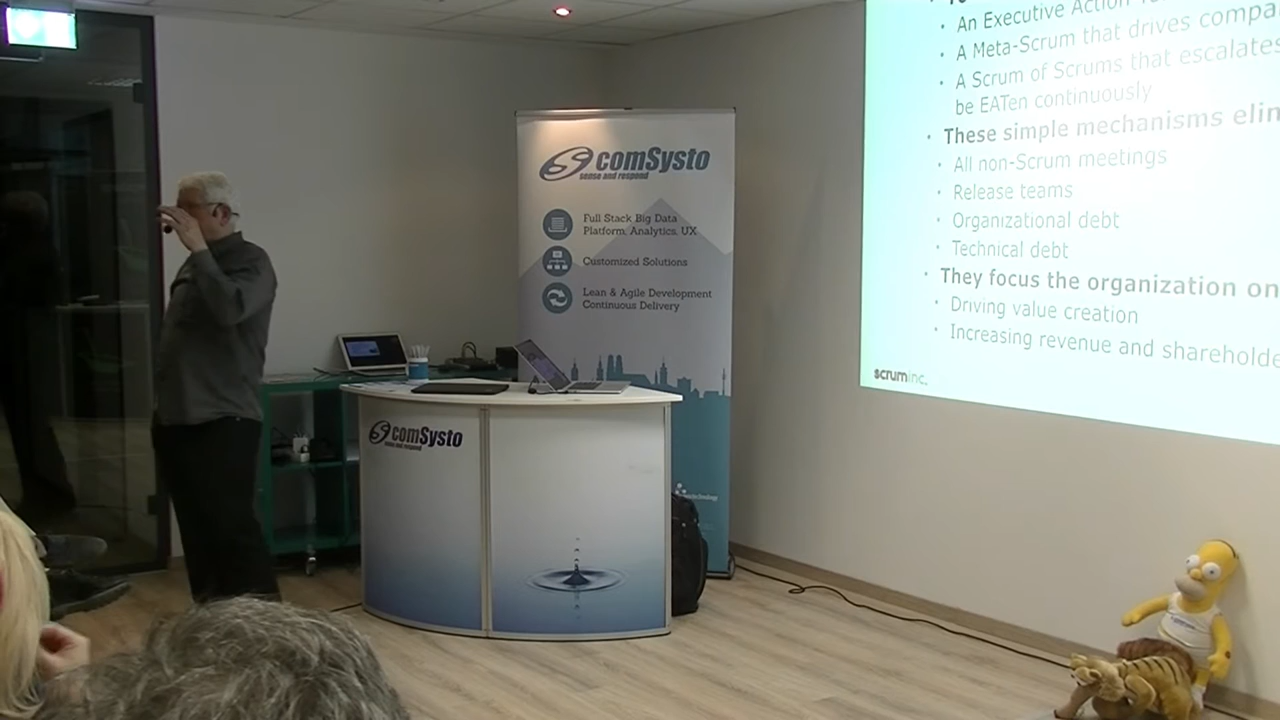 comSysto
sense and respond
Full Stack Big Data
Platform, Analytics, UX
Customized Solutions
Lean & Agile Development
Continuous Delivery
comSysto
sense and respond
An Executive Action
A Meta-Scrum that drives
A Scrum of Scrums that escalates
be EATen continuously
These simple mechanisms
All non-Scrum meetings
Release teams
Organizational debt
Technical debt
They focus the organization on
Driving value creation
Increasing revenue and
scruminc.